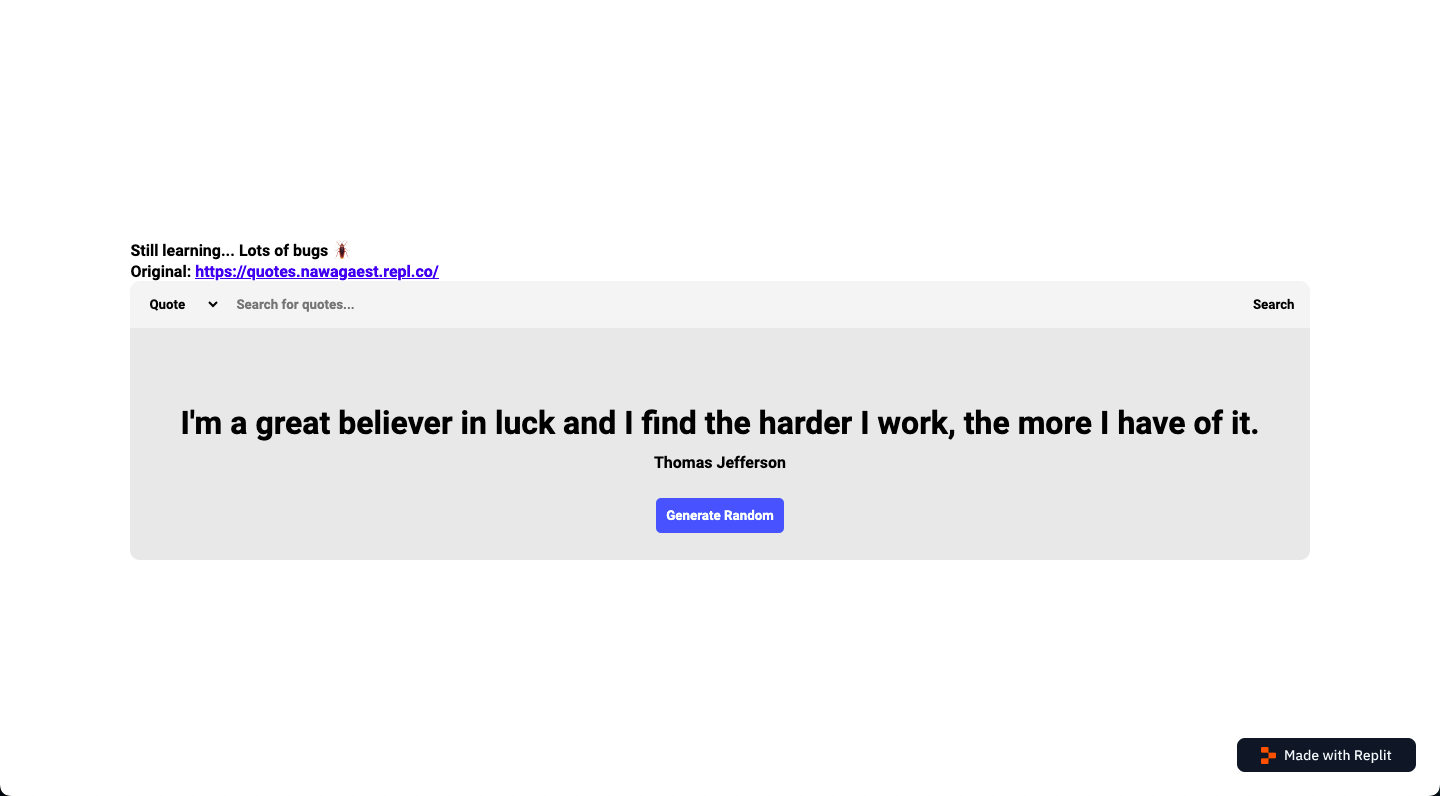 Still learning... Lots of bugs 🪳
Original: https://quotes.nawagaest.repl.co/
Quote Search for quotes... Search
I'm a great believer in luck and I find the harder I work, the more I have of it.
Thomas Jefferson
Generate Random
Made with Replit